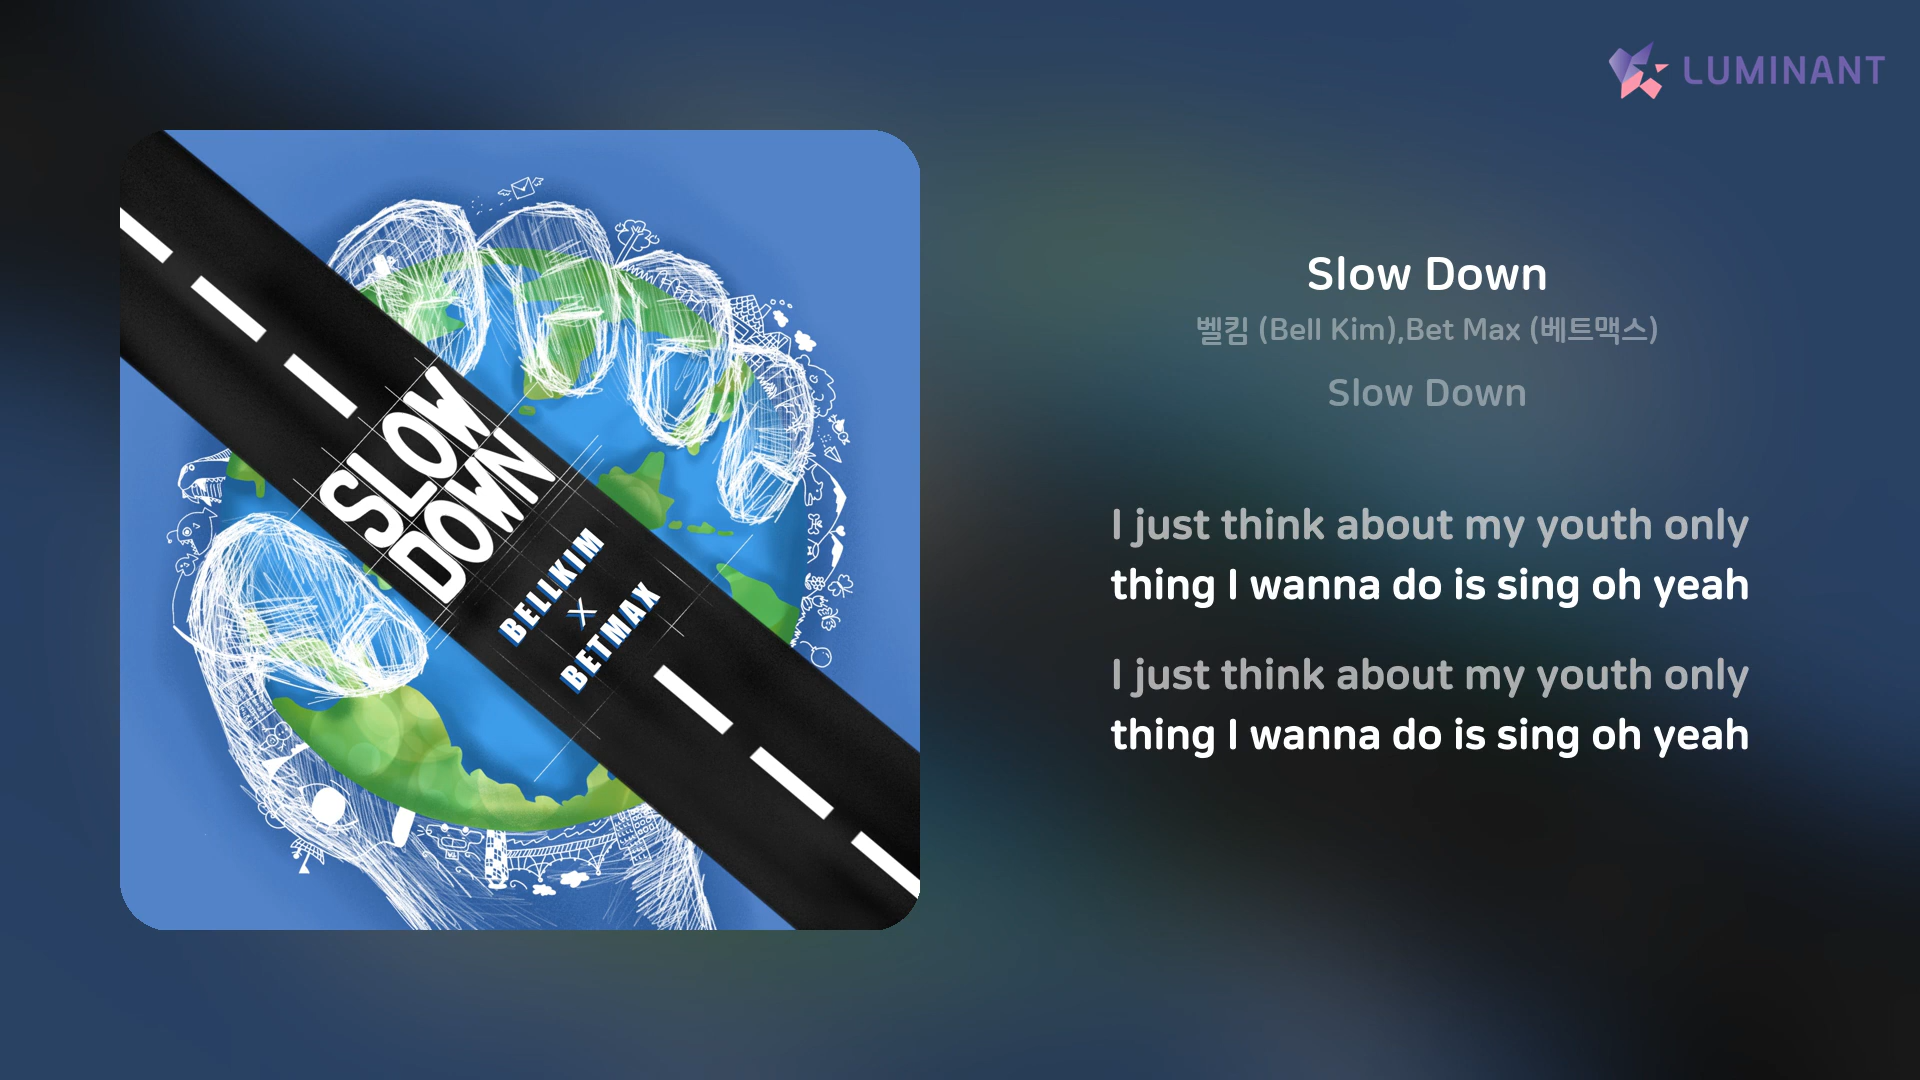 LUMINANT
SLOW
DOWN
BELLKIM
X
BETMAX
Slow Down
벨킴 (Bell Kim),Bet Max (베트맥스)
Slow Down
I just think about my youth only
thing I wanna do is sing oh yeah
I just think about my youth only
thing I wanna do is sing oh yeah